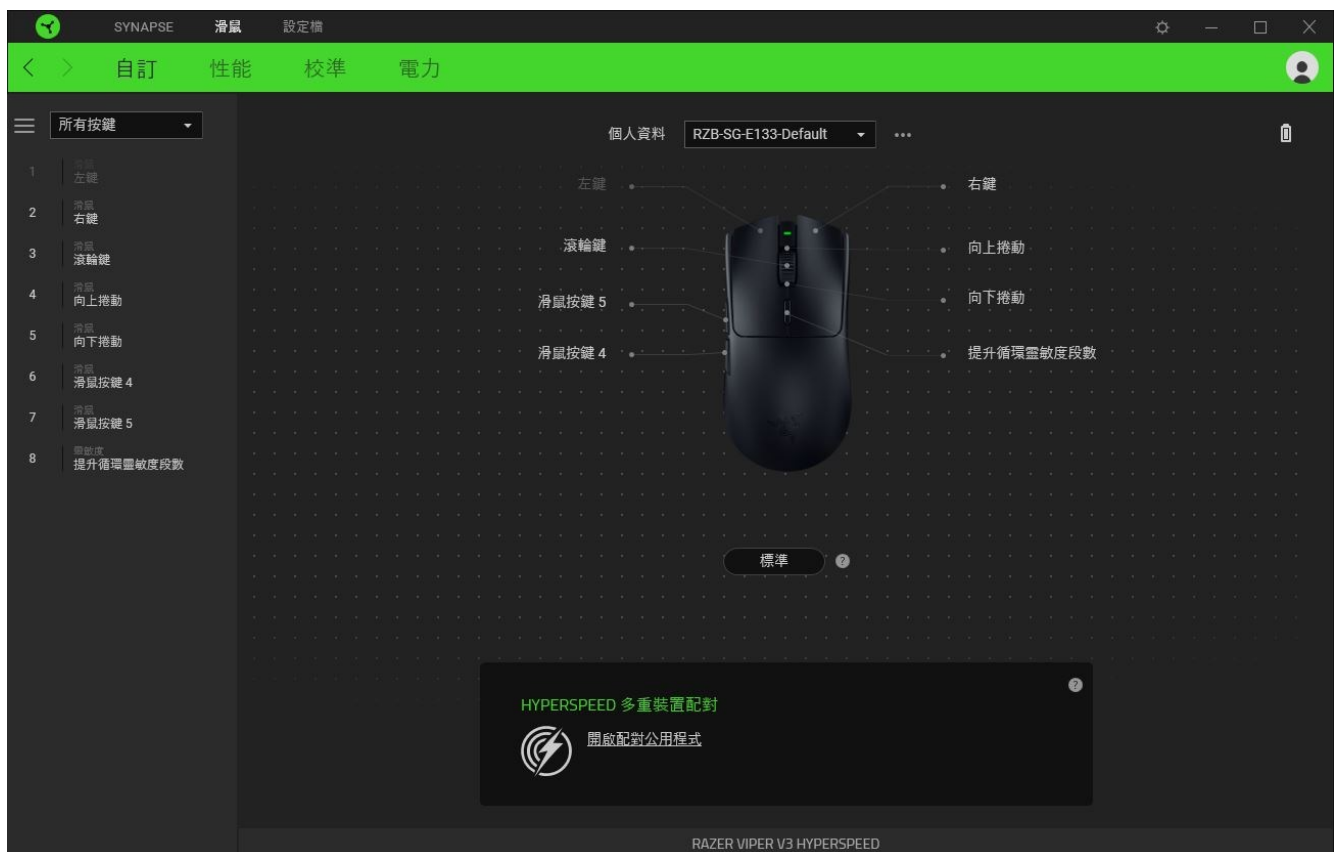 SYNAPSE 滑鼠 設定檔
自訂 性能 校準 電力
所有按鍵
個人資料 RZB-SG-E133-Default
1 滑鼠
左鍵
2 滑鼠
右鍵
3 滑鼠
滾輪鍵
4 滑鼠
向上捲動
5 滑鼠
向下捲動
6 滑鼠
滑鼠按鍵 4
7 滑鼠
滑鼠按鍵 5
8 靈敏度
提升循環靈敏度段數
左鍵 右鍵
滾輪鍵 向上捲動
滑鼠按鍵 5 向下捲動
滑鼠按鍵 4 提升循環靈敏度段數
標準 ?
?
HYPERSPEED 多重裝置配對
開啟配對公用程式
RAZER VIPER V3 HYPERSPEED